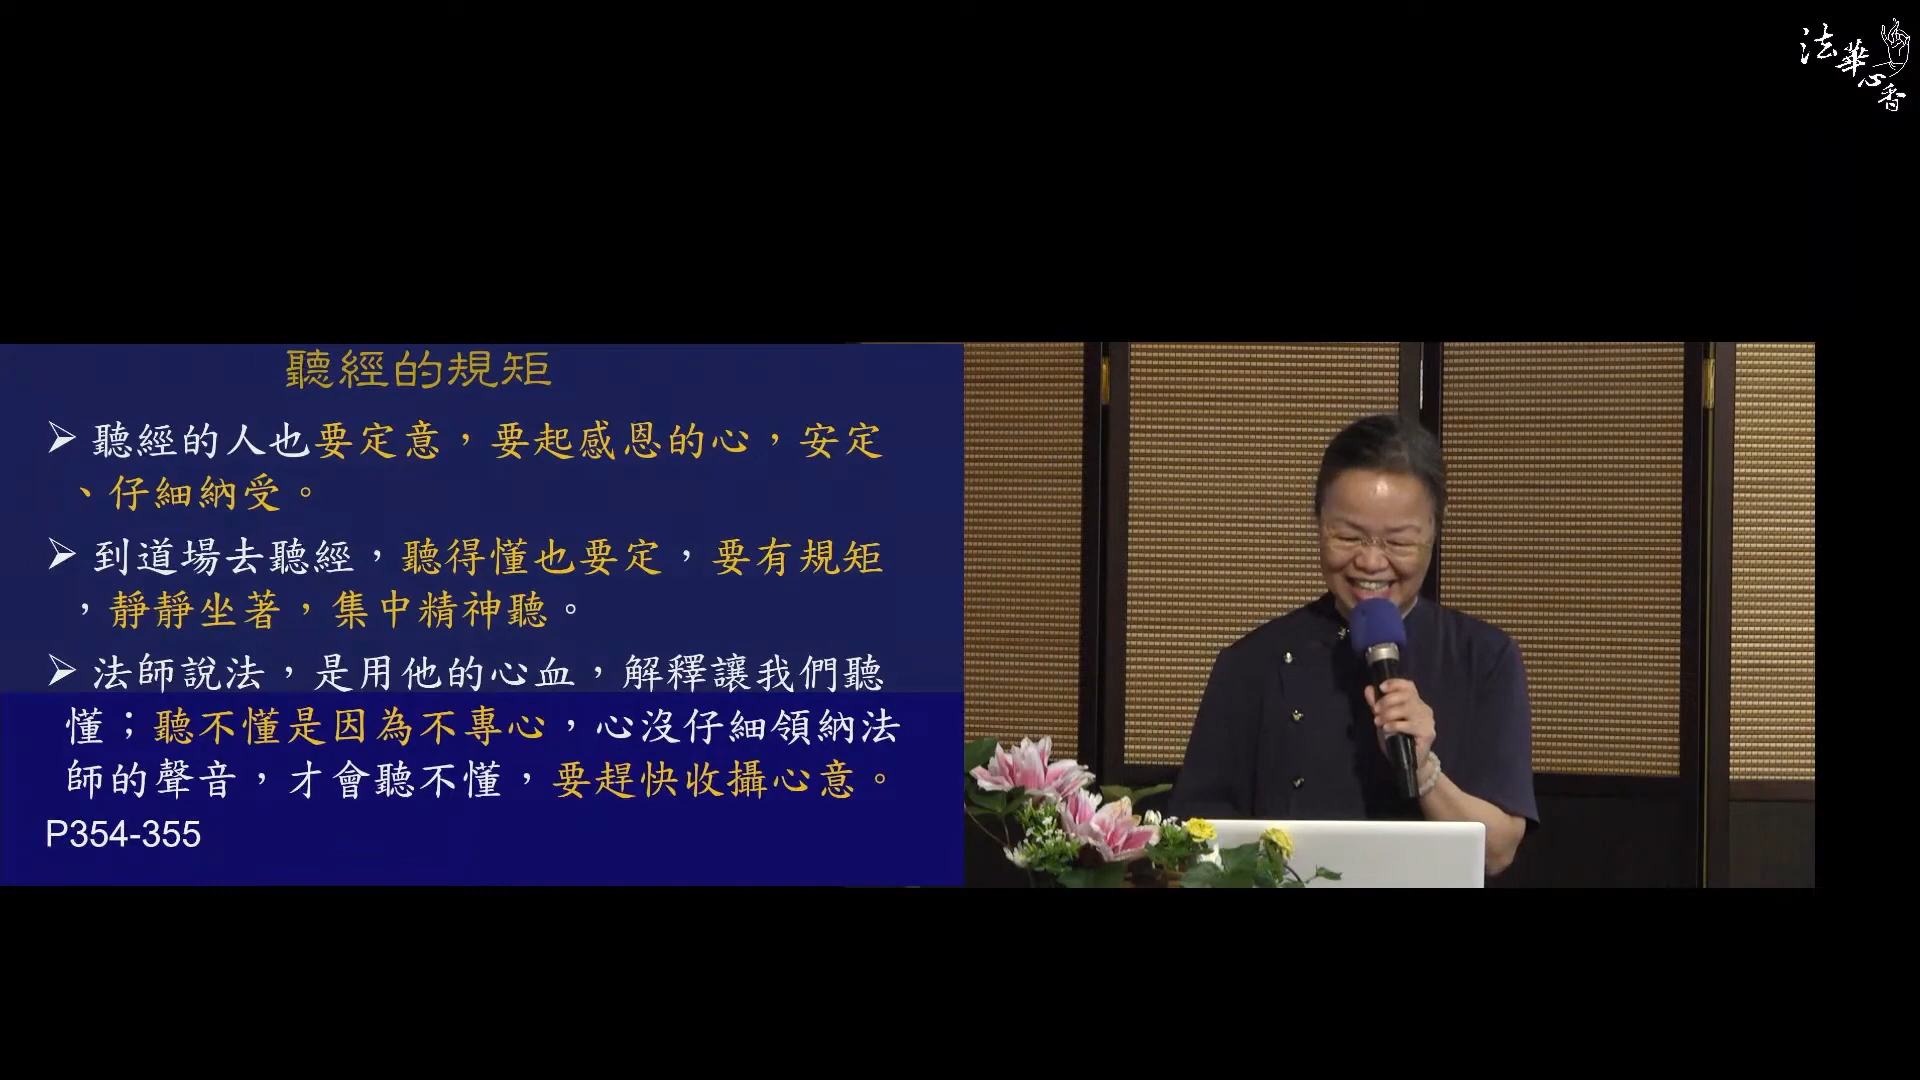 法華心香
聽經的規矩
➢ 聽經的人也要定意，要起感恩的心，安定
、仔細納受。
➢ 到道場去聽經，聽得懂也要定，要有規矩
，靜靜坐著，集中精神聽。
➢ 法師說法，是用他的心血，解釋讓我們聽
懂；聽不懂是因為不專心，心沒仔細領納法
師的聲音，才會聽不懂，要趕快收攝心意。
P354-355